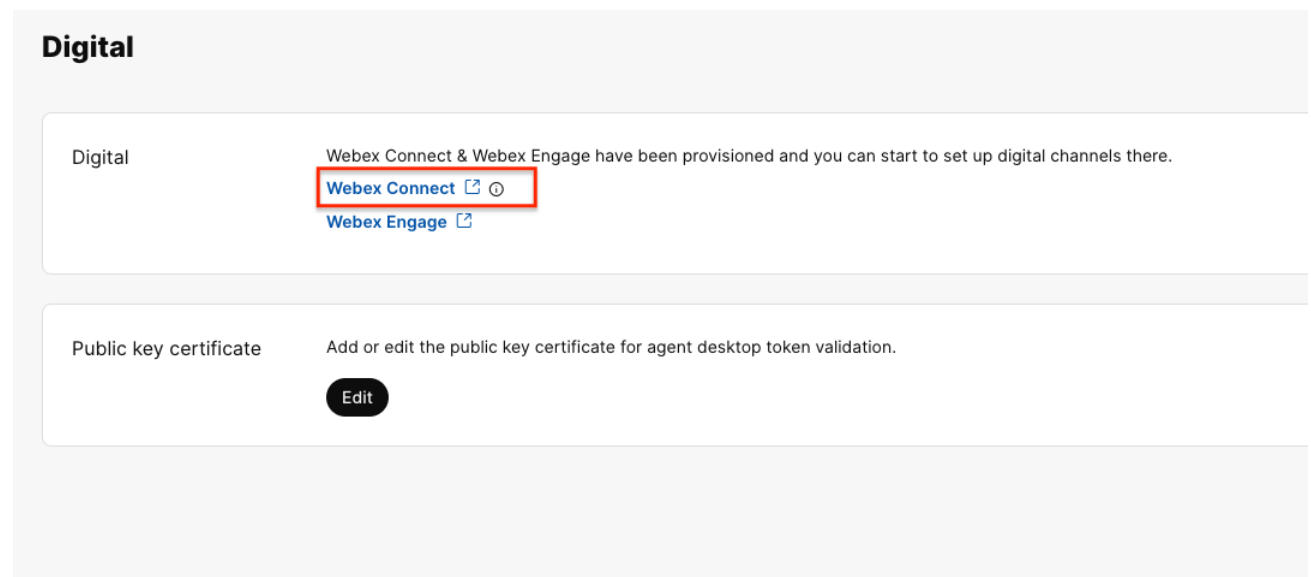 Digital
Digital
Webex Connect & Webex Engage have been provisioned and you can start to set up digital channels there.
Webex Connect
Webex Engage
Public key certificate
Add or edit the public key certificate for agent desktop token validation.
Edit